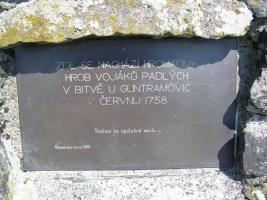 ZDE SE NACHÁZÍ HROMADNÝ
HROB VOJÁKŮ PADLÝCH
V BITVĚ U GUNTRAMOVIC
ČERVNU 1758